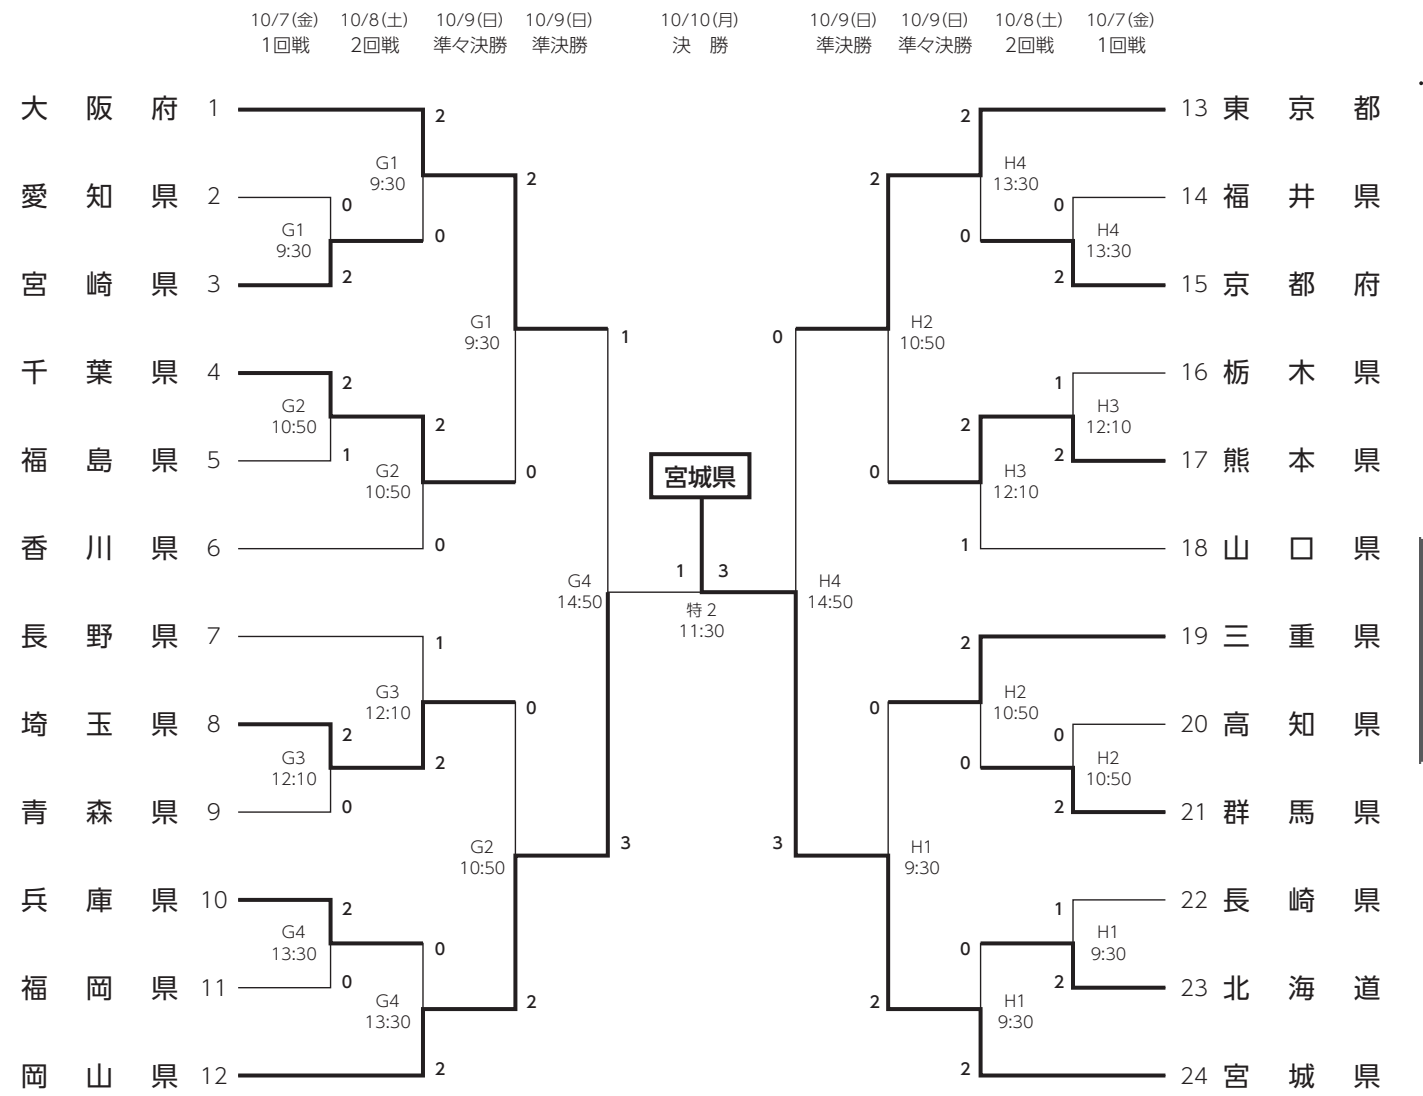 10/7(金) 10/8(土) 10/9(日) 10/9(日) 10/10(月) 10/9(日) 10/9(日) 10/8(土) 10/7(金)
1回戦 2回戦 準々決勝 準決勝 決 勝 準決勝 準々決勝 2回戦 1回戦
大 阪 府 1 2 2 13 東 京 都
G1 9:30 2 2 H4 13:30
愛 知 県 2 0 0 14 福 井 県
G1 9:30 0 0 H4 13:30
宮 崎 県 3 2 2 15 京 都 府
G1 9:30 1 0 H2 10:50
千 葉 県 4 2 1 16 栃 木 県
G2 10:50 2 2 H3 12:10
福 島 県 5 1 2 17 熊 本 県
G2 10:50 0 宮城県 0 H3 12:10
香 川 県 6 0 1 18 山 口 県
G4 14:50 1 3 H4 14:50
特 2
11:30
長 野 県 7 1 2 19 三 重 県
G3 12:10 0 0 H2 10:50
埼 玉 県 8 2 0 20 高 知 県
G3 12:10 2 0 H2 10:50
青 森 県 9 0 2 21 群 馬 県
G2 10:50 3 3 H1 9:30
兵 庫 県 10 2 1 22 長 崎 県
G4 13:30 0 0 H1 9:30
福 岡 県 11 0 2 23 北 海 道
G4 13:30 2 2 H1 9:30
岡 山 県 12 2 2 24 宮 城 県